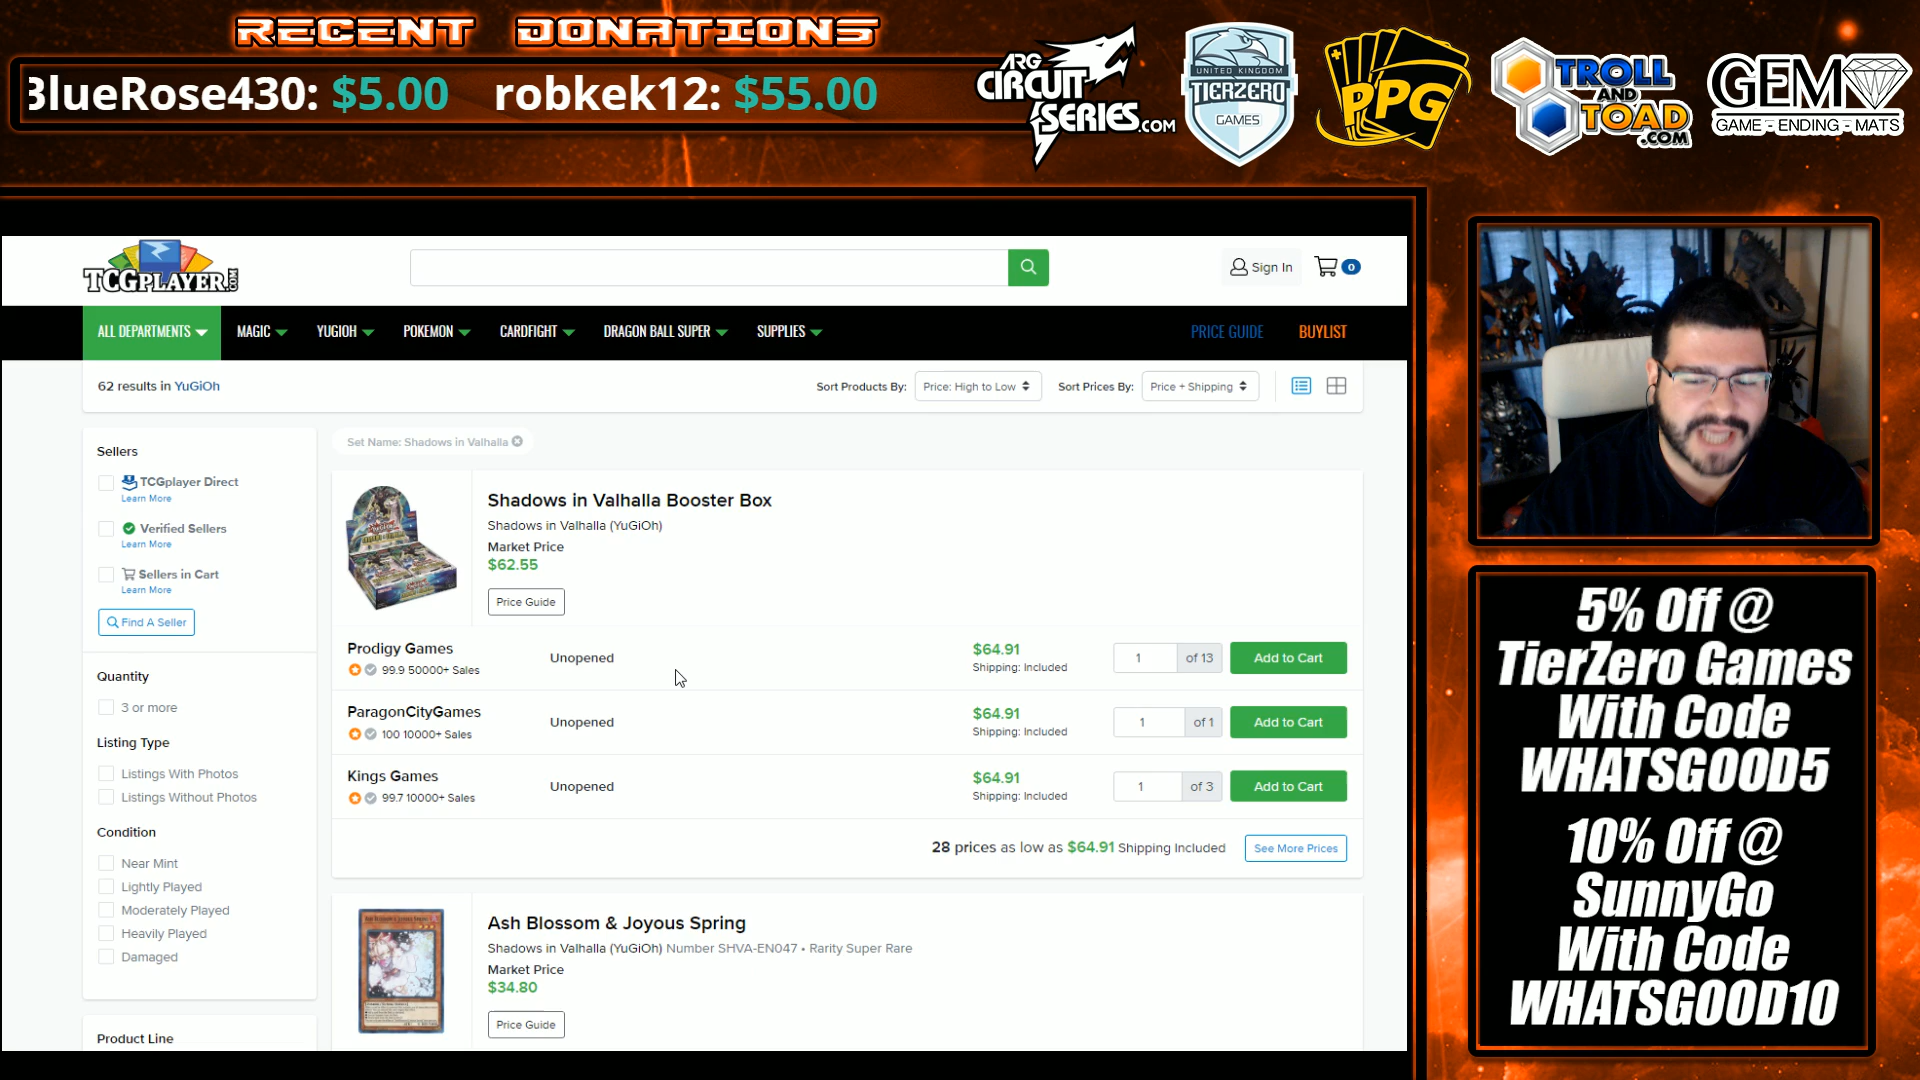 RECENT DONATIONS
BlueRose430: $5.00 robkek12: $55.00
ARG
CIRCUIT
SERIES.COM
UNITED KINGDOM
TIERZERO
GAMES
PPG
TROLL
AND
TOAD
.COM
GEM
GAME - ENDING - MATS
TCGPLAYER.COM
Sign In
0
ALL DEPARTMENTS
MAGIC
YUGIOH
POKEMON
CARDFIGHT
DRAGON BALL SUPER
SUPPLIES
PRICE GUIDE
BUYLIST
62 results in YuGiOh
Sort Products By:
Price: High to Low
Sort Prices By:
Price + Shipping
Sellers
TCGplayer Direct
Learn More
Verified Sellers
Learn More
Sellers in Cart
Learn More
Find A Seller
Quantity
3 or more
Listing Type
Listings With Photos
Listings Without Photos
Condition
Near Mint
Lightly Played
Moderately Played
Heavily Played
Damaged
Product Line
Set Name: Shadows in Valhalla
Shadows in Valhalla Booster Box
Shadows in Valhalla (YuGiOh)
Market Price
$62.55
Price Guide
Prodigy Games
99.9 50000+ Sales
Unopened
$64.91
Shipping: Included
1
of 13
Add to Cart
ParagonCityGames
100 10000+ Sales
Unopened
$64.91
Shipping: Included
1
of 1
Add to Cart
Kings Games
99.7 10000+ Sales
Unopened
$64.91
Shipping: Included
1
of 3
Add to Cart
28 prices as low as $64.91 Shipping Included
See More Prices
Ash Blossom & Joyous Spring
Shadows in Valhalla (YuGiOh) Number SHVA-EN047 • Rarity Super Rare
Market Price
$34.80
Price Guide
5% Off @
TierZero Games
With Code
WHATSGOOD5
10% Off @
SunnyGo
With Code
WHATSGOOD10